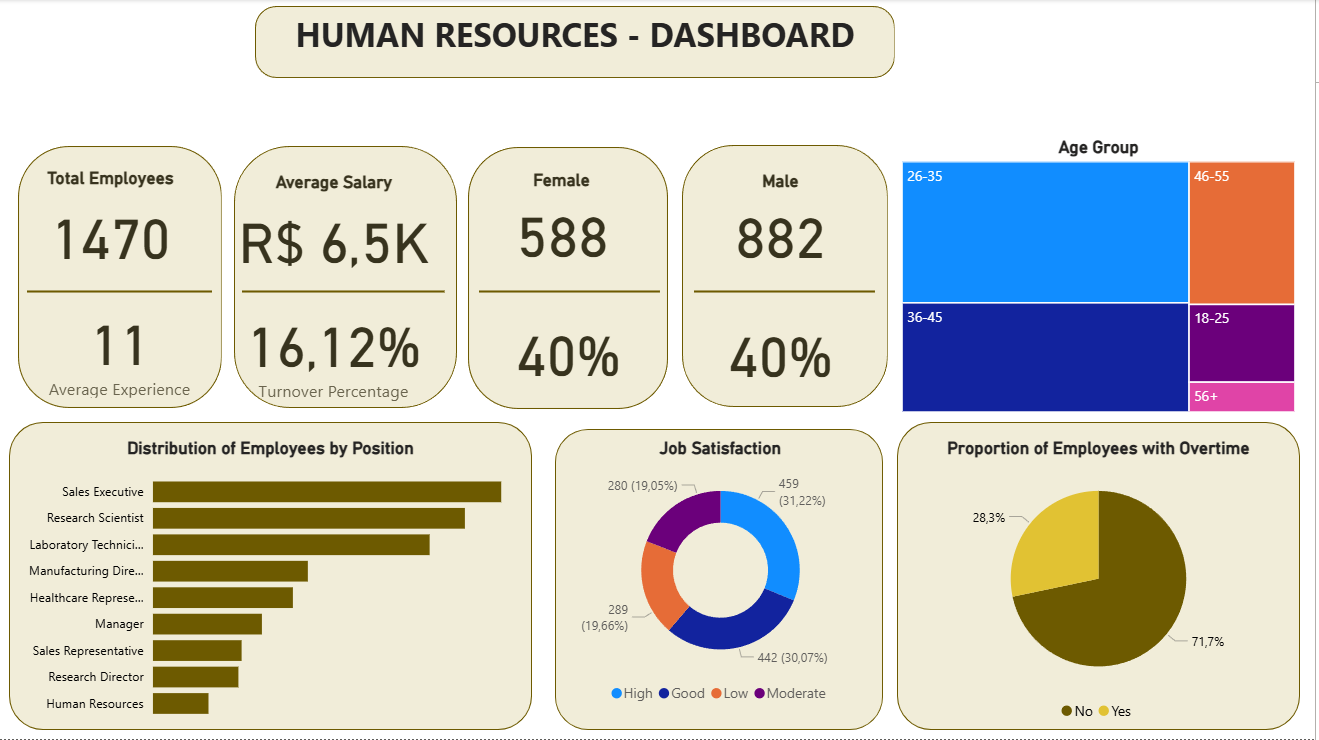 HUMAN RESOURCES - DASHBOARD
Total Employees
1470
11
Average Experience
Average Salary
R$ 6,5K
16,12%
Turnover Percentage
Female
588
40%
Male
882
40%
Age Group
26-35
46-55
36-45
18-25
56+
Distribution of Employees by Position
Sales Executive
Research Scientist
Laboratory Technici...
Manufacturing Dire...
Healthcare Represe...
Manager
Sales Representative
Research Director
Human Resources
Job Satisfaction
280 (19,05%)
459
(31,22%)
289
(19,66%)
442 (30,07%)
High Good Low Moderate
Proportion of Employees with Overtime
28,3%
71,7%
No Yes